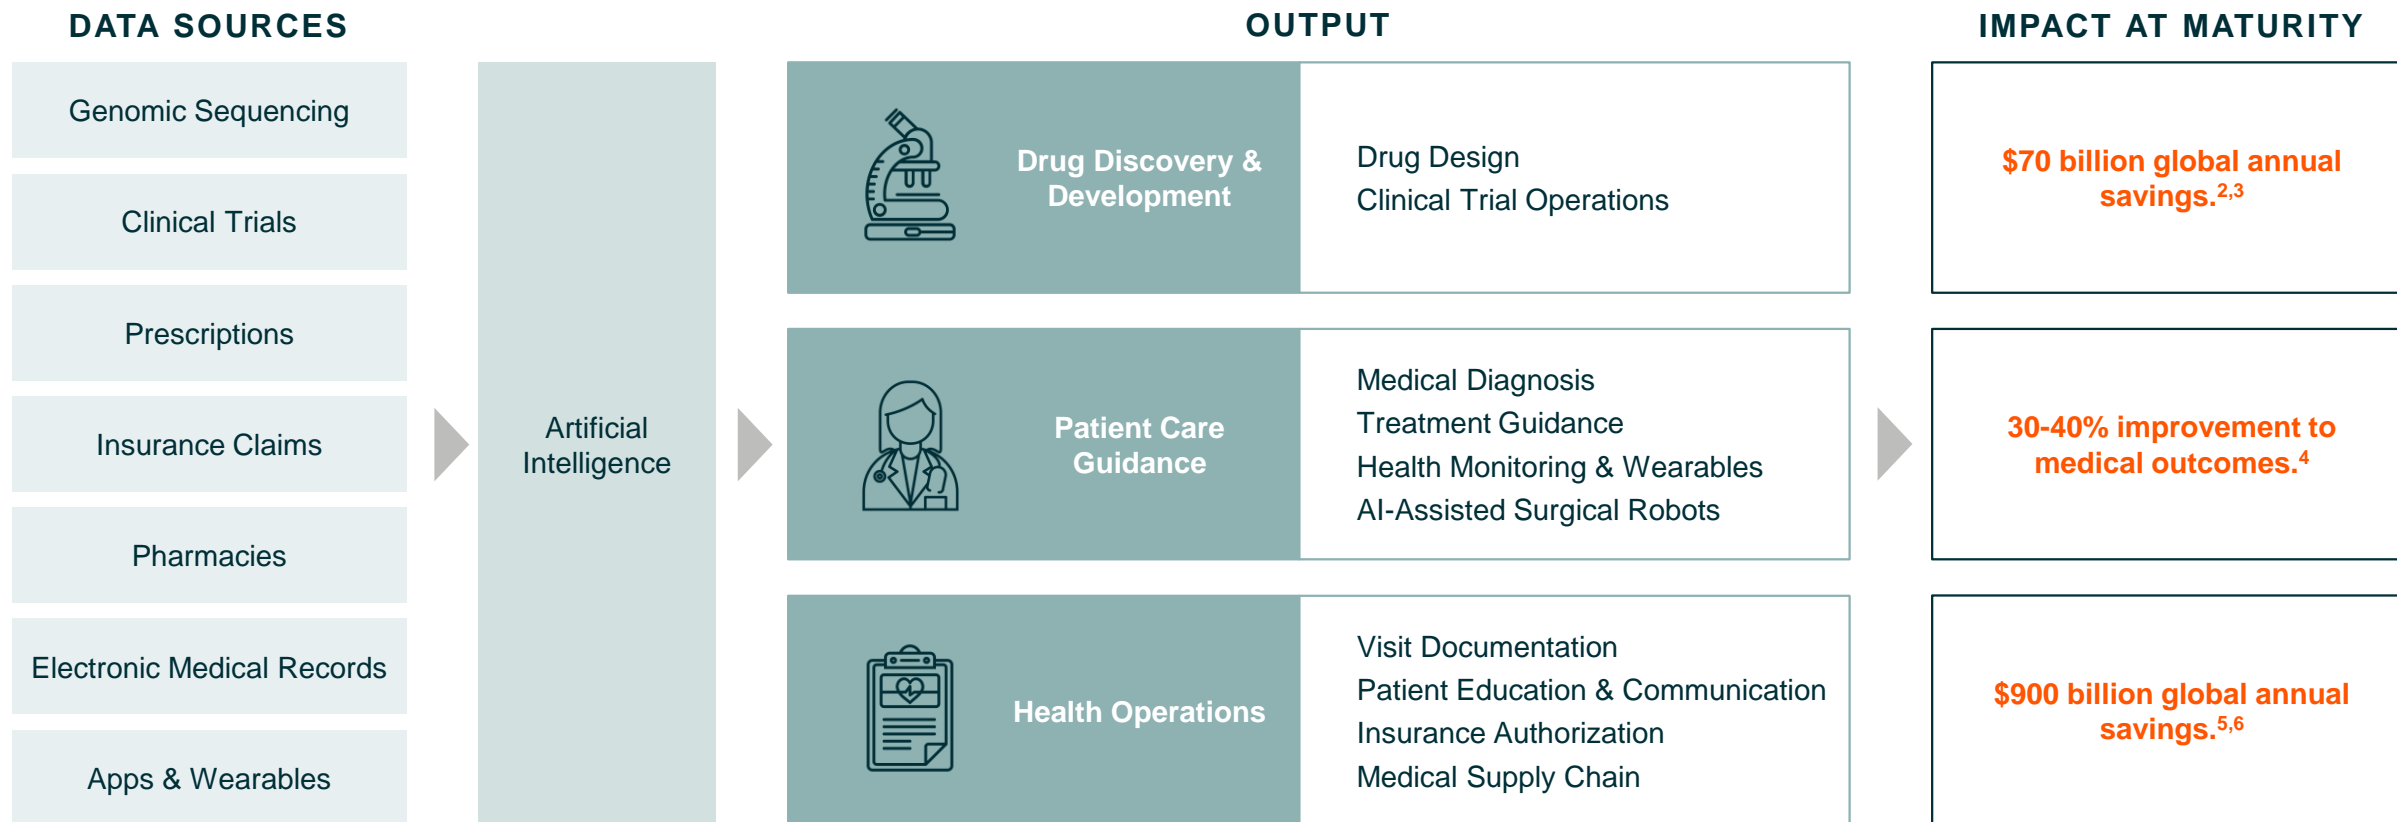 DATA SOURCES
Genomic Sequencing
Clinical Trials
Prescriptions
Insurance Claims
Pharmacies
Electronic Medical Records
Apps & Wearables
Artificial
Intelligence
OUTPUT
Drug Discovery &
Development
Drug Design
Clinical Trial Operations
Patient Care
Guidance
Medical Diagnosis
Treatment Guidance
Health Monitoring & Wearables
AI-Assisted Surgical Robots
Health Operations
Visit Documentation
Patient Education & Communication
Insurance Authorization
Medical Supply Chain
IMPACT AT MATURITY
$70 billion global annual
savings.2,3
30-40% improvement to
medical outcomes.4
$900 billion global annual
savings.5,6